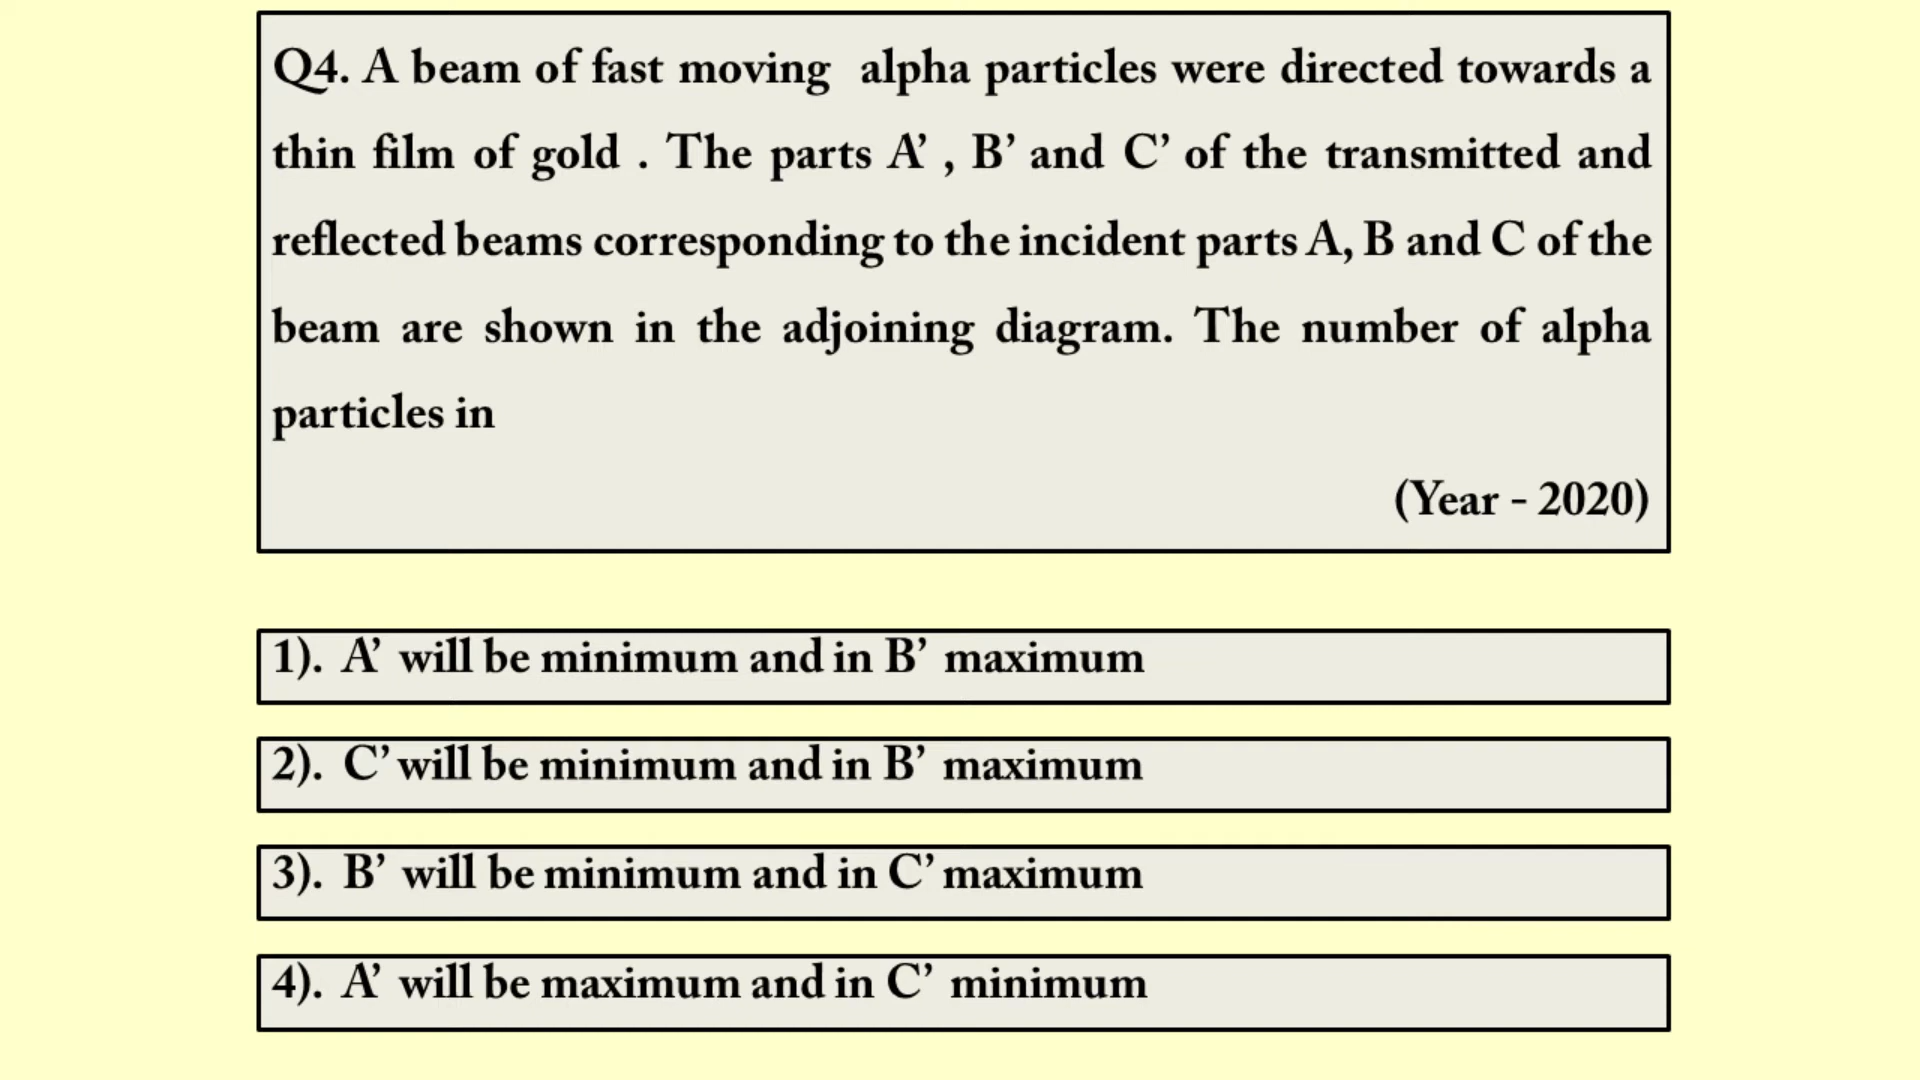 Q4. A beam of fast moving alpha particles were directed towards a
thin film of gold . The parts A’ , B’ and C’ of the transmitted and
reflected beams corresponding to the incident parts A, B and C of the
beam are shown in the adjoining diagram. The number of alpha
particles in
(Year - 2020)
1). A’ will be minimum and in B’ maximum
2). C’ will be minimum and in B’ maximum
3). B’ will be minimum and in C’ maximum
4). A’ will be maximum and in C’ minimum